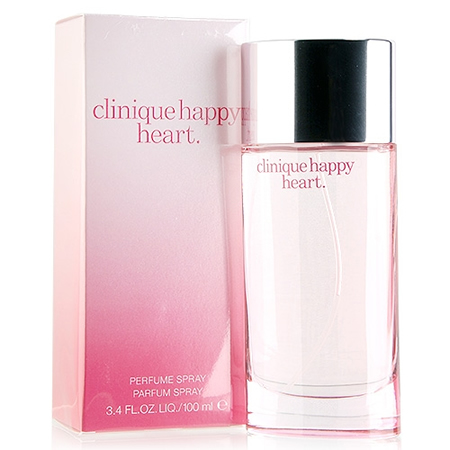 clinique happy
heart.
PERFUME SPRAY
PARFUM SPRAY
3.4 FL.OZ. LIQ./100 ml ℮
clinique happy
heart.